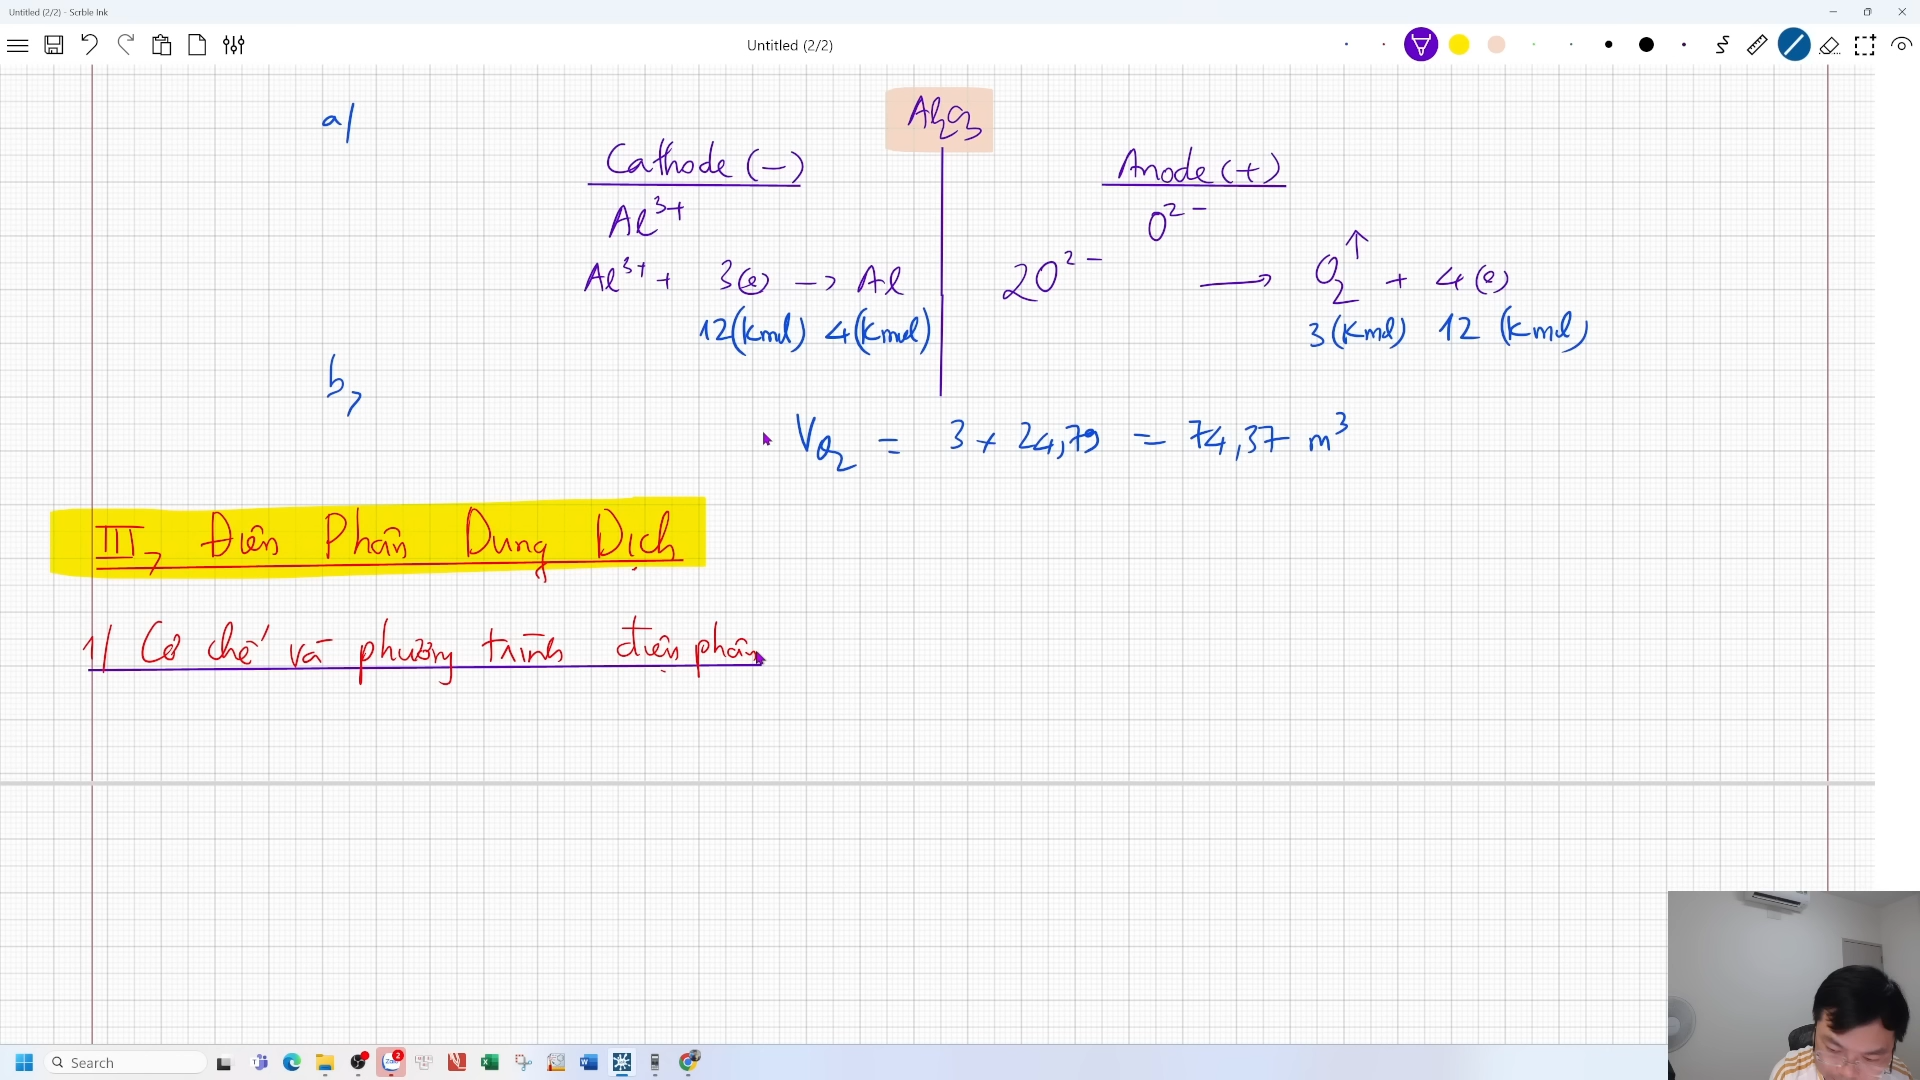 Untitled (2/2) - Scrble Ink
Untitled (2/2)
a/
Al₂O₃
Cathode (-)
Anode (+)
Al³⁺
O²⁻
Al³⁺ + 3(e) -> Al
2O²⁻ → O₂↑ + 4(e)
12(kmol) 4(kmol)
3(kmol) 12 (kmol)
b,
V O₂ = 3 x 24,79 = 74,37 m³
III, Điện Phân Dung Dịch
1/ Cơ chế và phương trình điện phân
Search
2